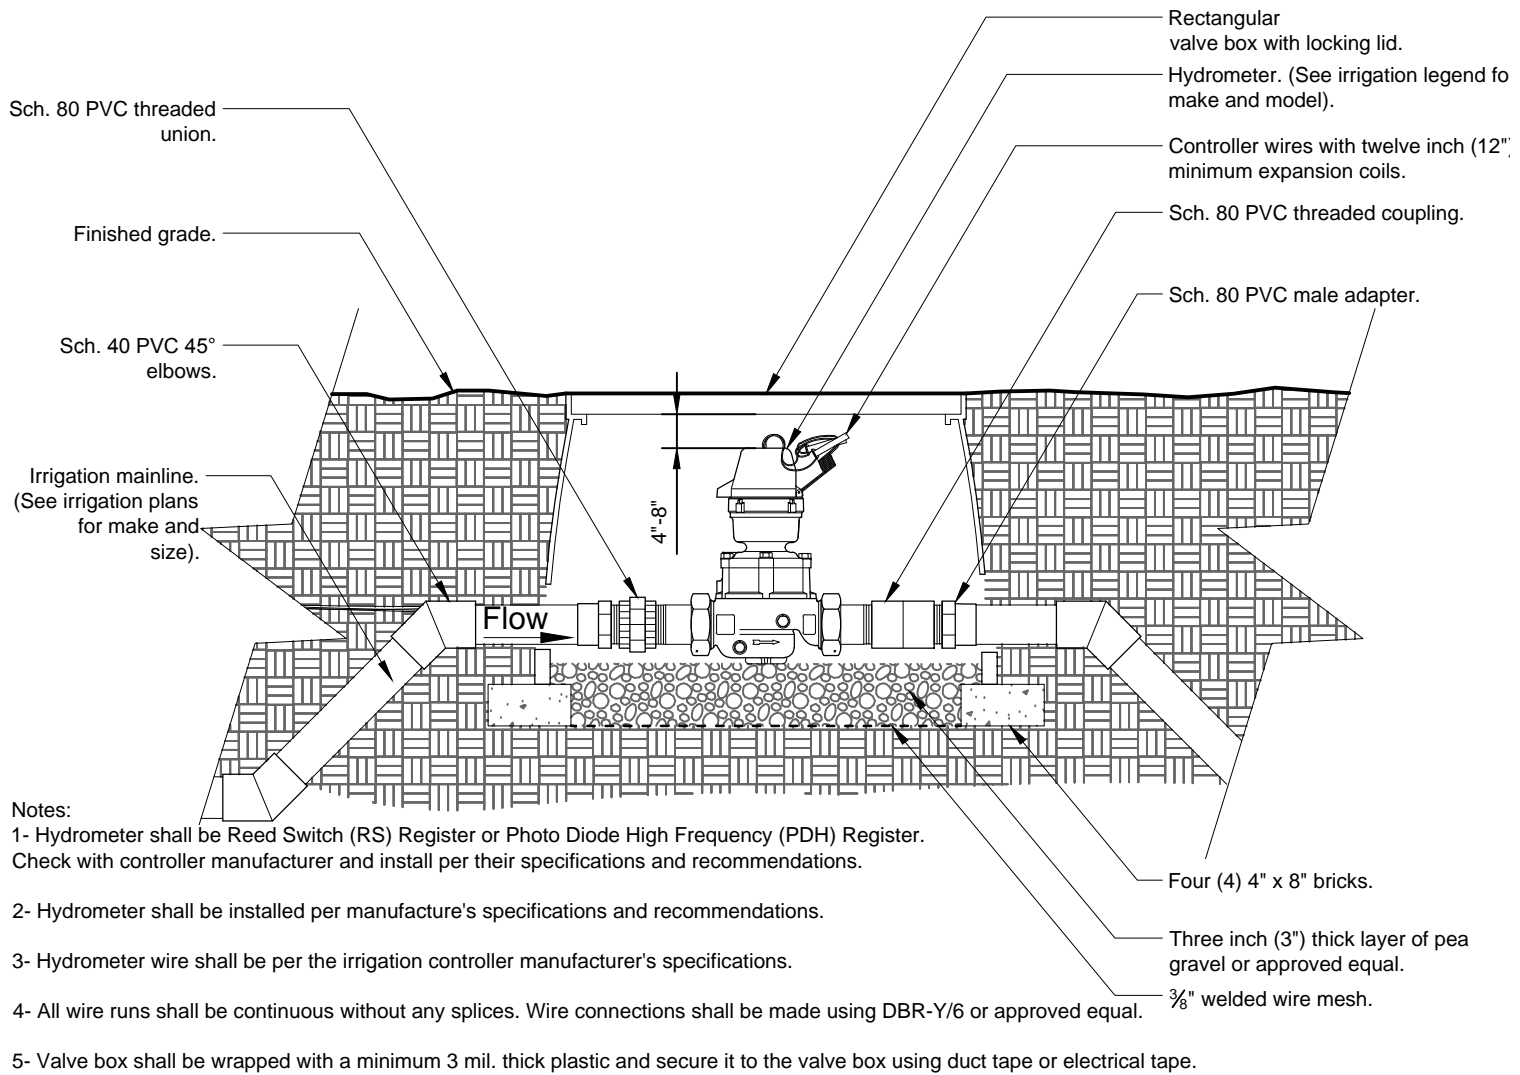 Rectangular
valve box with locking lid.
Hydrometer. (See irrigation legend fo
make and model).
Controller wires with twelve inch (12")
minimum expansion coils.
Sch. 80 PVC threaded coupling.
Sch. 80 PVC male adapter.
Sch. 80 PVC threaded
union.
Finished grade.
Sch. 40 PVC 45°
elbows.
Irrigation mainline.
(See irrigation plans
for make and
size).
4"-8"
Flow
Four (4) 4" x 8" bricks.
Three inch (3") thick layer of pea
gravel or approved equal.
⅜" welded wire mesh.
Notes:
1- Hydrometer shall be Reed Switch (RS) Register or Photo Diode High Frequency (PDH) Register.
Check with controller manufacturer and install per their specifications and recommendations.
2- Hydrometer shall be installed per manufacture's specifications and recommendations.
3- Hydrometer wire shall be per the irrigation controller manufacturer's specifications.
4- All wire runs shall be continuous without any splices. Wire connections shall be made using DBR-Y/6 or approved equal.
5- Valve box shall be wrapped with a minimum 3 mil. thick plastic and secure it to the valve box using duct tape or electrical tape.